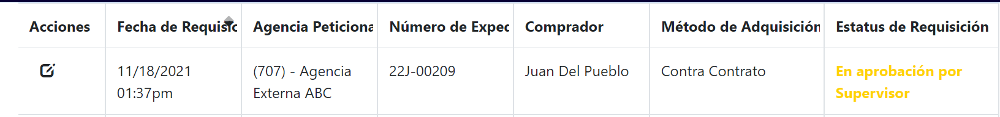 Acciones Fecha de Requisic Agencia Peticiona Número de Exped Comprador Método de Adquisición Estatus de Requisición
11/18/2021 (707) - Agencia 22J-00209 Juan Del Pueblo Contra Contrato En aprobación por
01:37pm Externa ABC Supervisor